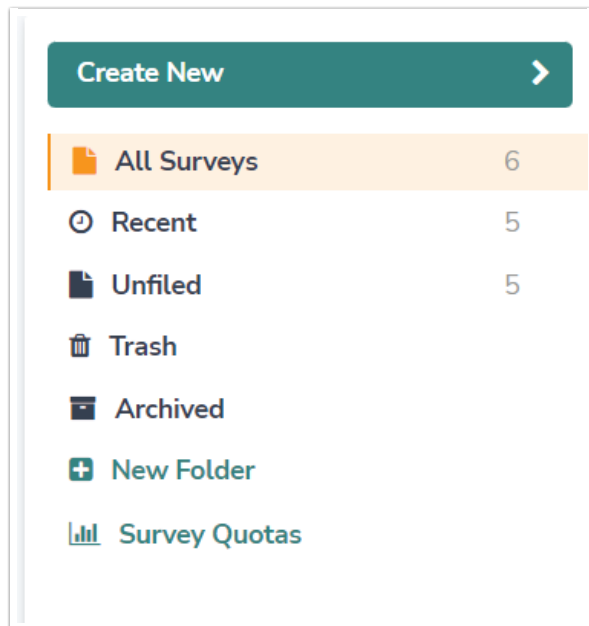 Create New
All Surveys 6
Recent 5
Unfiled 5
Trash
Archived
New Folder
Survey Quotas